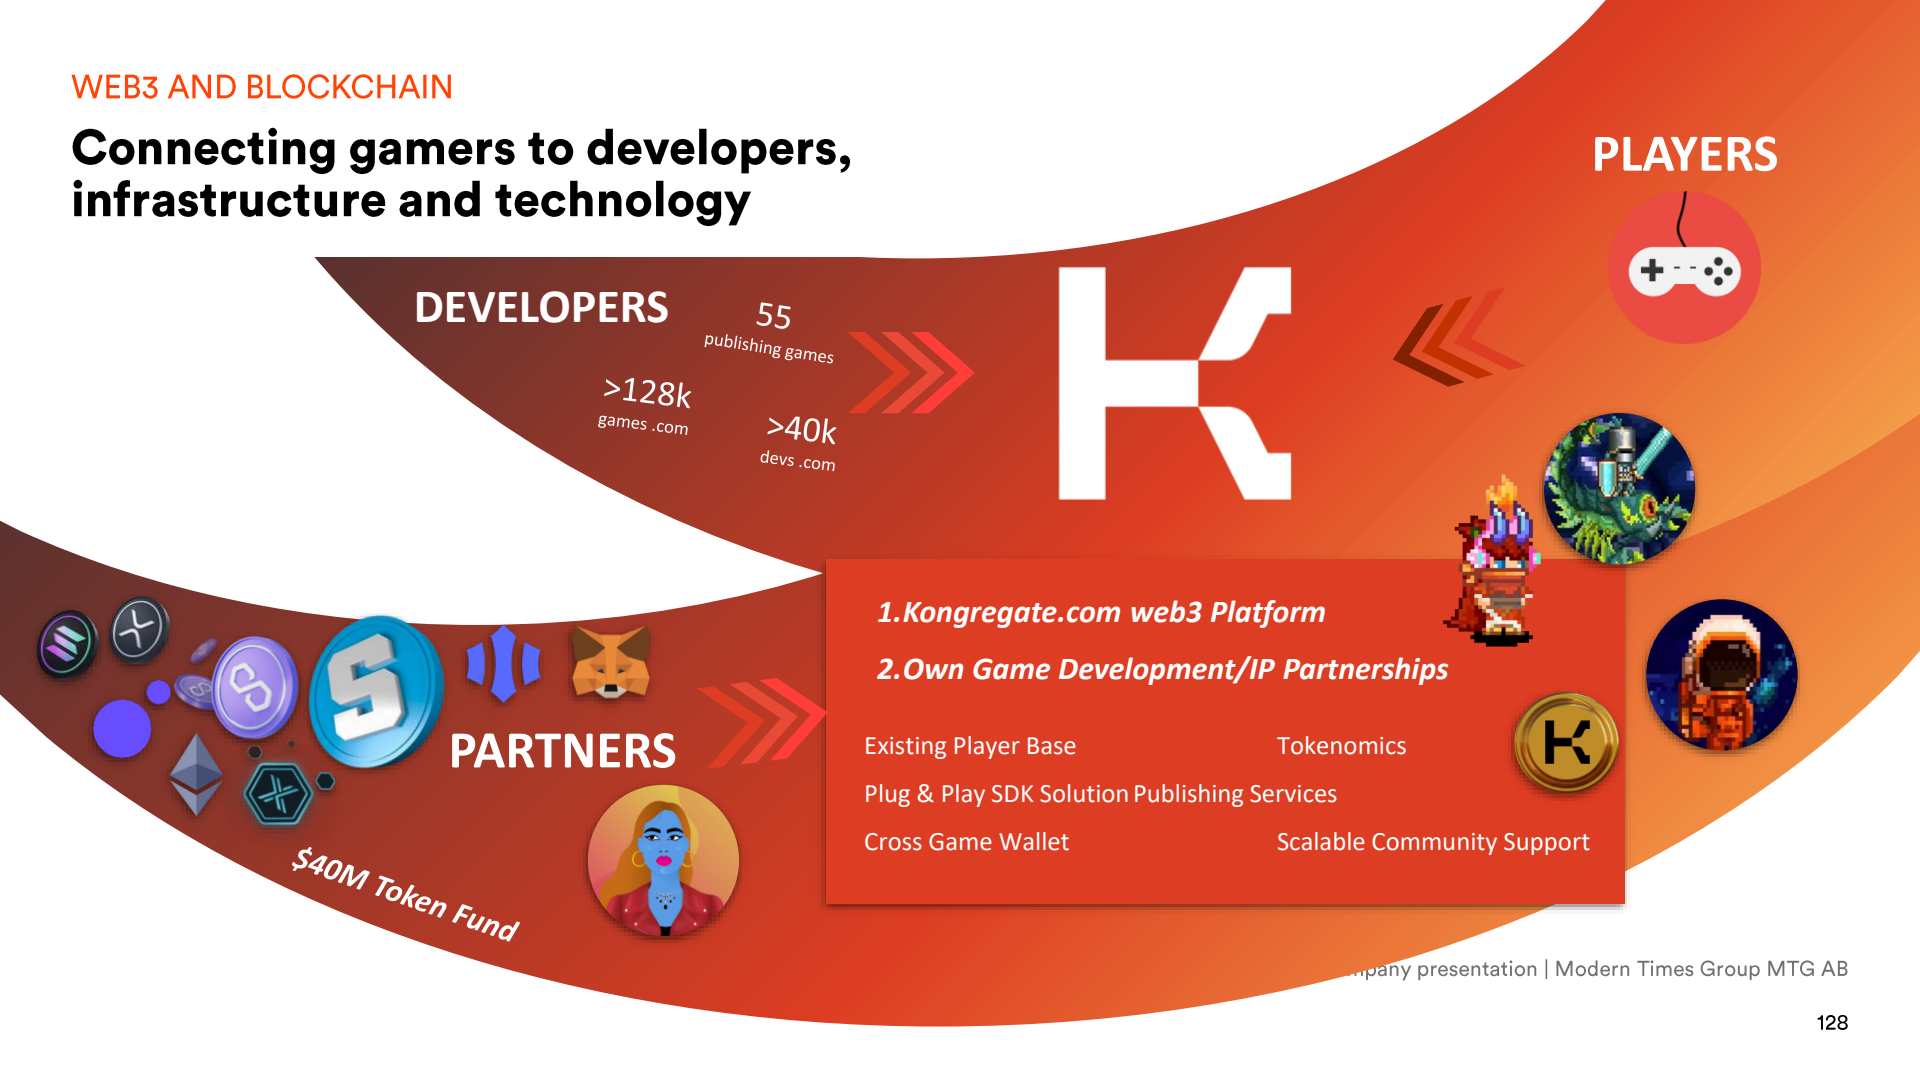 WEB3 AND BLOCKCHAIN
Connecting gamers to developers,
infrastructure and technology
PLAYERS
DEVELOPERS
55
publishing games
>128k
games .com
>40k
devs .com
1.Kongregate.com web3 Platform
2.Own Game Development/IP Partnerships
Existing Player Base Tokenomics
Plug & Play SDK Solution Publishing Services
Cross Game Wallet Scalable Community Support
PARTNERS
$40M Token Fund
presentation | Modern Times Group MTG AB
128